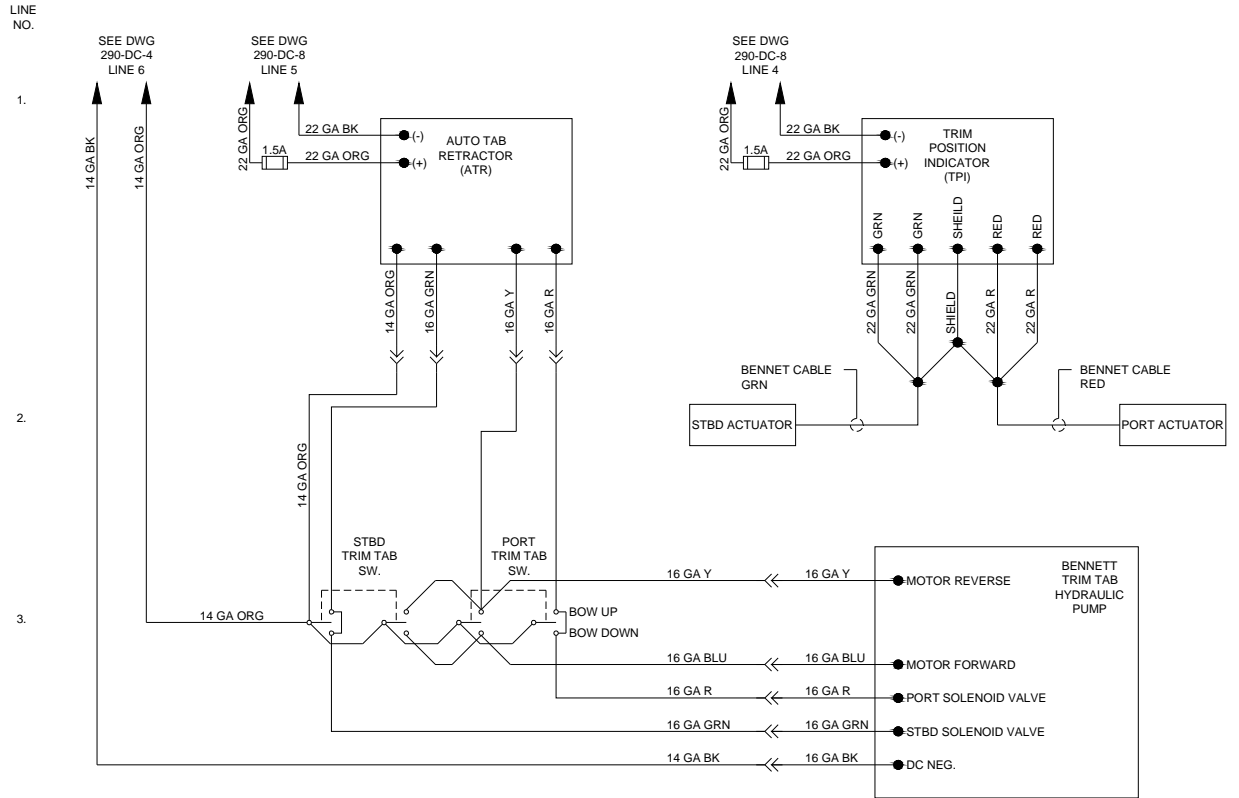 LINE
NO.
SEE DWG
290-DC-4
LINE 6
SEE DWG
290-DC-8
LINE 5
SEE DWG
290-DC-8
LINE 4
1.
14 GA BK
14 GA ORG
22 GA ORG
1.5A
22 GA BK
22 GA ORG
(-)
(+)
AUTO TAB
RETRACTOR
(ATR)
22 GA ORG
1.5A
22 GA BK
22 GA ORG
(-)
(+)
TRIM
POSITION
INDICATOR
(TPI)
GRN
GRN
SHEILD
RED
RED
14 GA ORG
16 GA GRN
16 GA Y
16 GA R
22 GA GRN
22 GA GRN
SHIELD
22 GA R
22 GA R
BENNET CABLE
GRN
BENNET CABLE
RED
2.
STBD ACTUATOR
PORT ACTUATOR
14 GA ORG
STBD
TRIM TAB
SW.
PORT
TRIM TAB
SW.
BENNETT
TRIM TAB
HYDRAULIC
PUMP
16 GA Y
16 GA Y
MOTOR REVERSE
3.
14 GA ORG
BOW UP
BOW DOWN
16 GA BLU
16 GA BLU
MOTOR FORWARD
16 GA R
16 GA R
PORT SOLENOID VALVE
16 GA GRN
16 GA GRN
STBD SOLENOID VALVE
14 GA BK
16 GA BK
DC NEG.